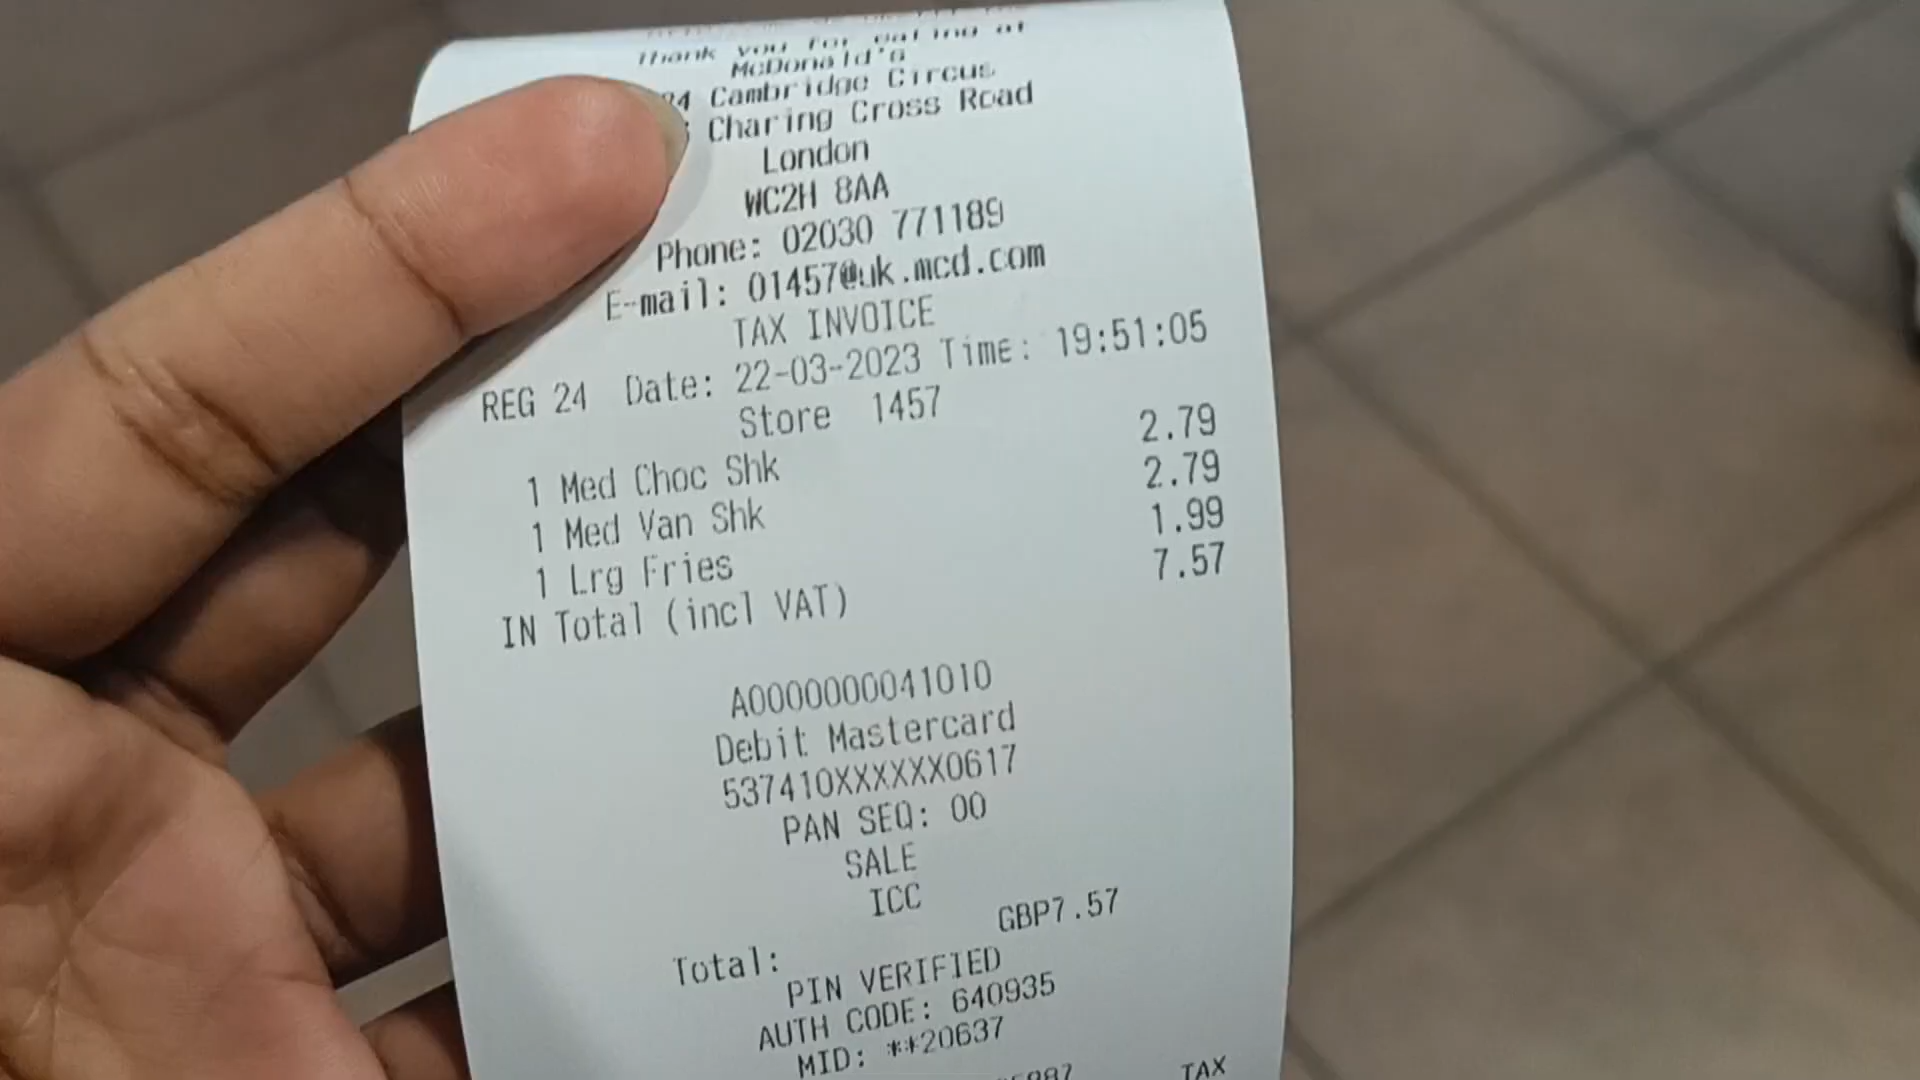 Thank you for eating at
McDonald's
Cambridge Circus
Charing Cross Road
London
WC2H 8AA
Phone: 02030 771189
E-mail: 01457@uk.mcd.com
TAX INVOICE
REG 24 Date: 22-03-2023 Time: 19:51:05
Store 1457
1 Med Choc Shk 2.79
1 Med Van Shk 2.79
1 Lrg Fries 1.99
IN Total (incl VAT) 7.57
A0000000041010
Debit Mastercard
537410XXXXXX0617
PAN SEQ: 00
SALE
ICC
Total: GBP7.57
PIN VERIFIED
AUTH CODE: 640935
MID: **20637
TAX